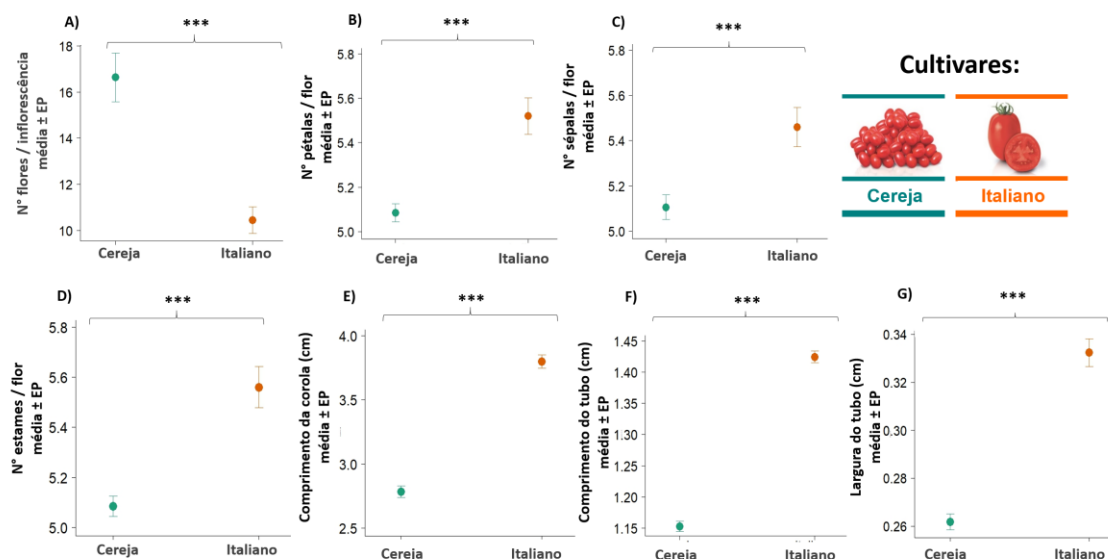 A)
***
N° flores / inflorescência
média ± EP
18
16
14
12
10
Cereja
Italiano
B)
***
N° pétalas / flor
média ± EP
5.8
5.6
5.4
5.2
5.0
Cereja
Italiano
C)
***
N° sépalas / flor
média ± EP
5.8
5.6
5.4
5.2
5.0
Cereja
Italiano
Cultivares:
Cereja
Italiano
D)
***
N° estames / flor
média ± EP
5.8
5.6
5.4
5.2
5.0
Cereja
Italiano
E)
***
Comprimento da corola (cm)
média ± EP
4.0
3.5
3.0
2.5
Cereja
Italiano
F)
***
Comprimento do tubo (cm)
média ± EP
1.45
1.40
1.35
1.30
1.25
1.20
1.15
Cereja
Italiano
G)
***
Largura do tubo (cm)
média ± EP
0.34
0.32
0.30
0.28
0.26
Cereja
Italiano